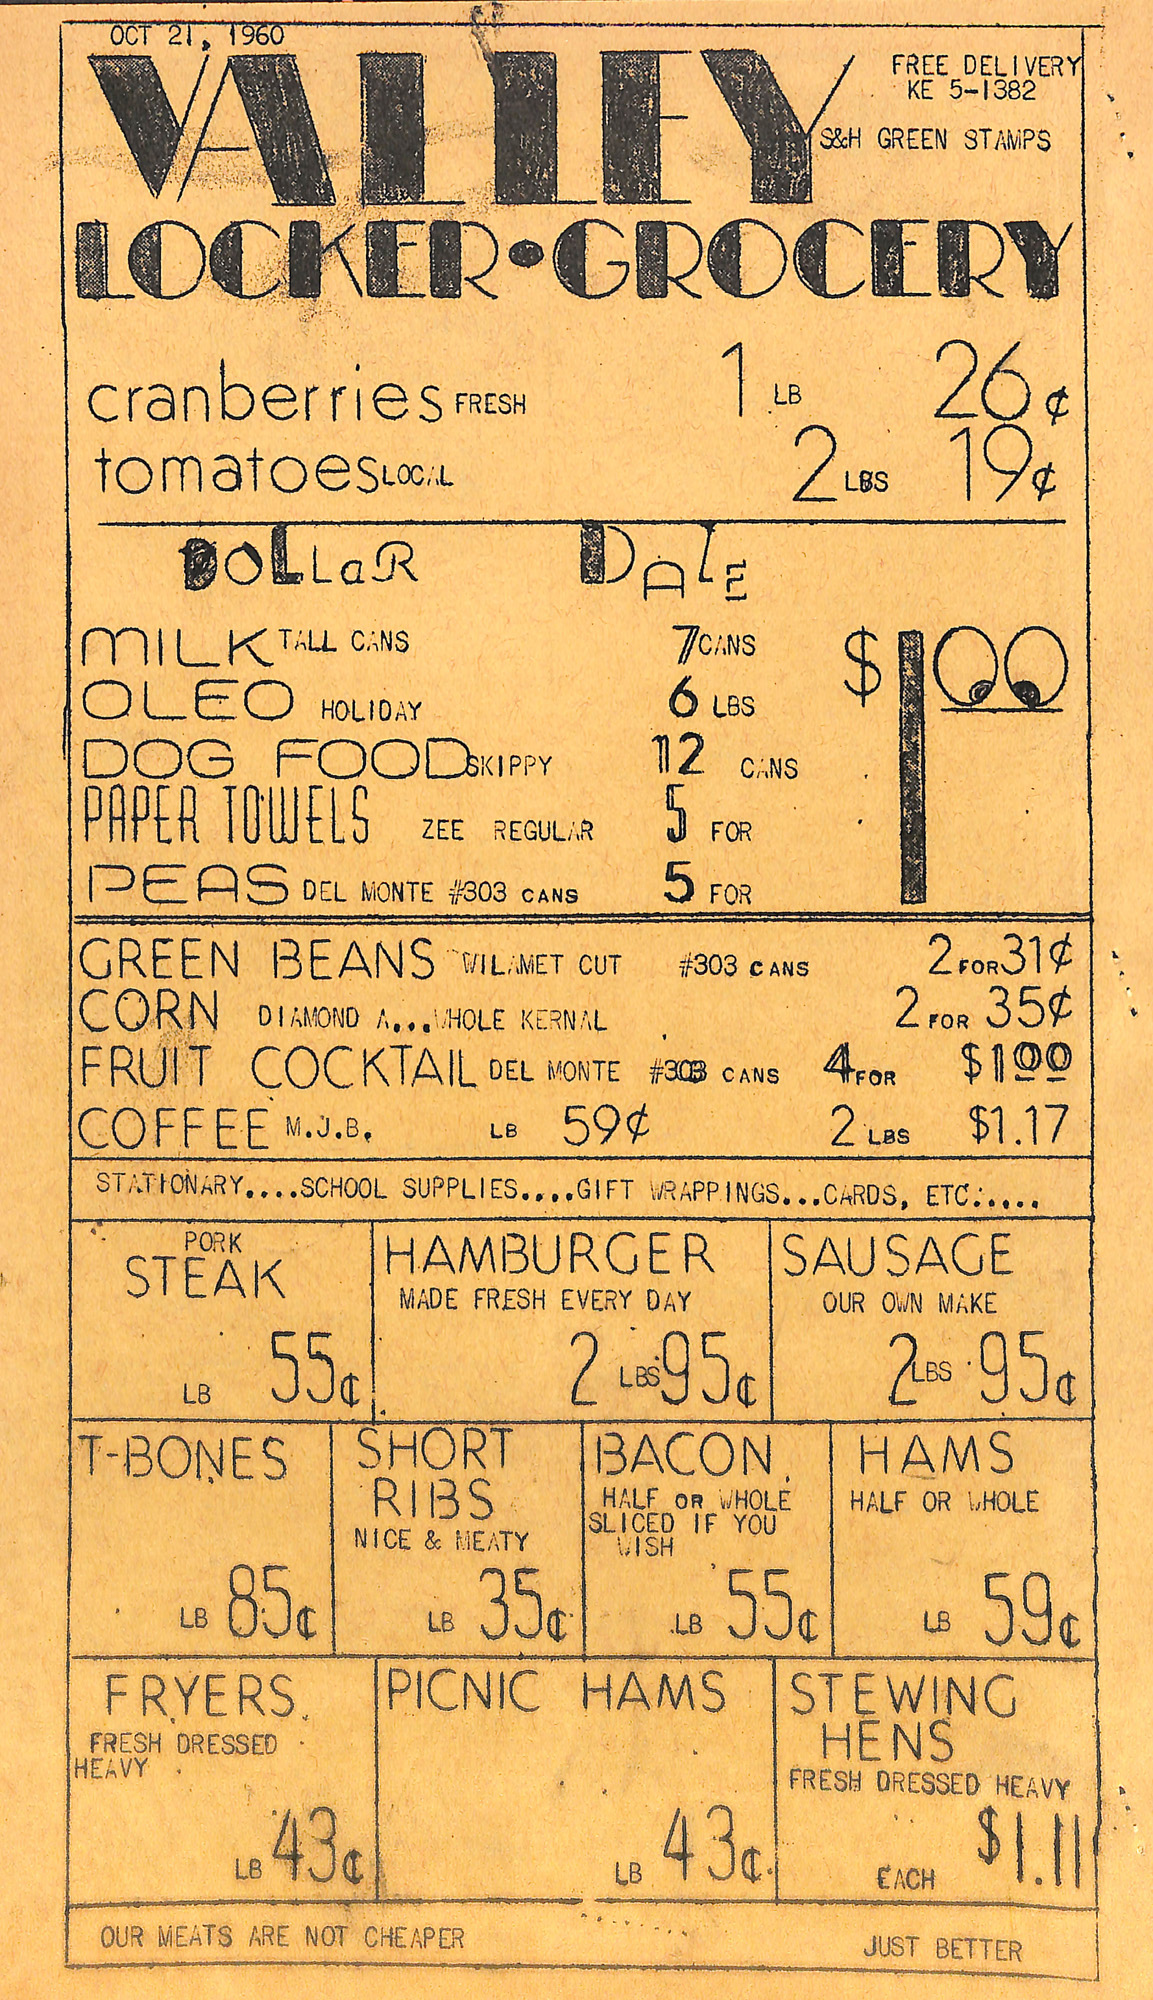 OCT 21, 1960
VALLEY
FREE DELIVERY
KE 5-1382
S&H GREEN STAMPS
LOCKER•GROCERY
cranberries FRESH 1 LB 26¢
tomatoes LOCAL 2 LBS 19¢
DOLLaR DALE
MILK TALL CANS 7 CANS $1.00
OLEO HOLIDAY 6 LBS
DOG FOOD SKIPPY 12 CANS
PAPER TOWELS ZEE REGULAR 5 FOR
PEAS DEL MONTE #303 CANS 5 FOR
GREEN BEANS WILAMET CUT #303 CANS 2 FOR 31¢
CORN DIAMOND A...WHOLE KERNAL 2 FOR 35¢
FRUIT COCKTAIL DEL MONTE #303 CANS 4 FOR $1.00
COFFEE M.J.B. LB 59¢ 2 LBS $1.17
STATIONARY....SCHOOL SUPPLIES....GIFT WRAPPINGS...CARDS, ETC.:....
PORK
STEAK
LB 55¢
HAMBURGER
MADE FRESH EVERY DAY
2 LBS 95¢
SAUSAGE
OUR OWN MAKE
2 LBS 95¢
T-BONES
LB 85¢
SHORT
RIBS
NICE & MEATY
LB 35¢
BACON
HALF OR WHOLE
SLICED IF YOU
WISH
LB 55¢
HAMS
HALF OR WHOLE
LB 59¢
FRYERS
FRESH DRESSED
HEAVY
LB 43¢
PICNIC HAMS
LB 43¢
STEWING
HENS
FRESH DRESSED HEAVY
EACH $1.11
OUR MEATS ARE NOT CHEAPER
JUST BETTER